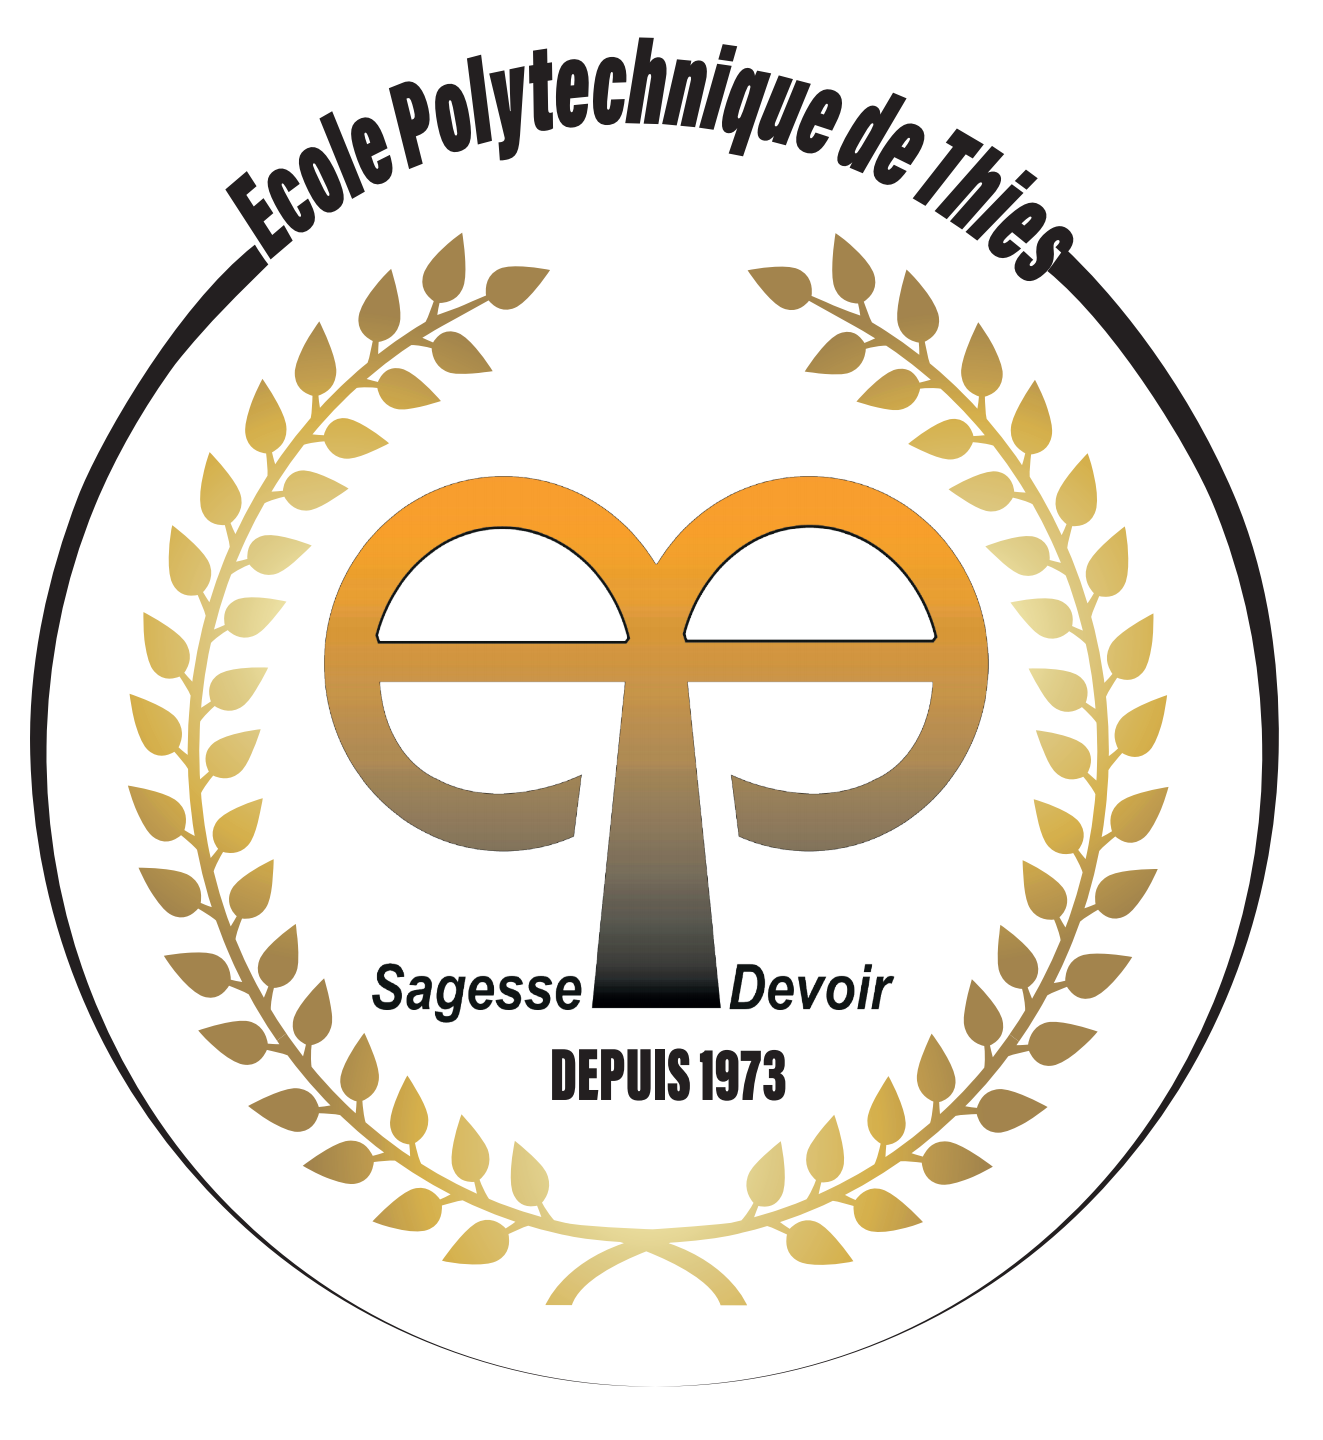 Ecole Polytechnique de Thies
Sagesse Devoir
DEPUIS 1973